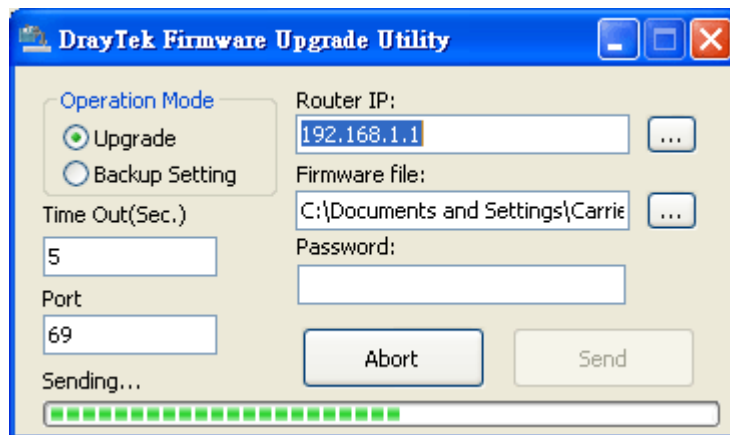 DrayTek Firmware Upgrade Utility
Operation Mode
Upgrade
Backup Setting
Time Out(Sec.)
5
Port
69
Router IP:
192.168.1.1
...
Firmware file:
C:\Documents and Settings\Carrie
...
Password:
Abort
Send
Sending...